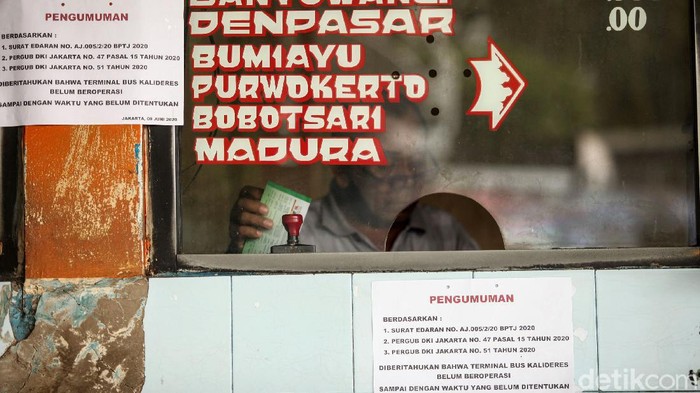 PENGUMUMAN
BERDASARKAN :
1. SURAT EDARAN NO. AJ.005/2/20 BPTJ 2020
2. PERGUB DKI JAKARTA NO. 47 PASAL 15 TAHUN 2020
3. PERGUB DKI JAKARTA NO. 51 TAHUN 2020
DIBERITAHUKAN BAHWA TERMINAL BUS KALIDERES
BELUM BEROPERASI
SAMPAI DENGAN WAKTU YANG BELUM DITENTUKAN
JAKARTA, JUNI 2020
BANYUWANGI
DENPASAR
BUMIAYU
PURWOKERTO
BOBOTSARI
MADURA
.00
PENGUMUMAN
BERDASARKAN :
1. SURAT EDARAN NO. AJ.005/2/20 BPTJ 2020
2. PERGUB DKI JAKARTA NO. 47 PASAL 15 TAHUN 2020
3. PERGUB DKI JAKARTA NO. 51 TAHUN 2020
DIBERITAHUKAN BAHWA TERMINAL BUS KALIDERES
BELUM BEROPERASI
SAMPAI DENGAN WAKTU YANG BELUM DITENTUKAN
detikcom